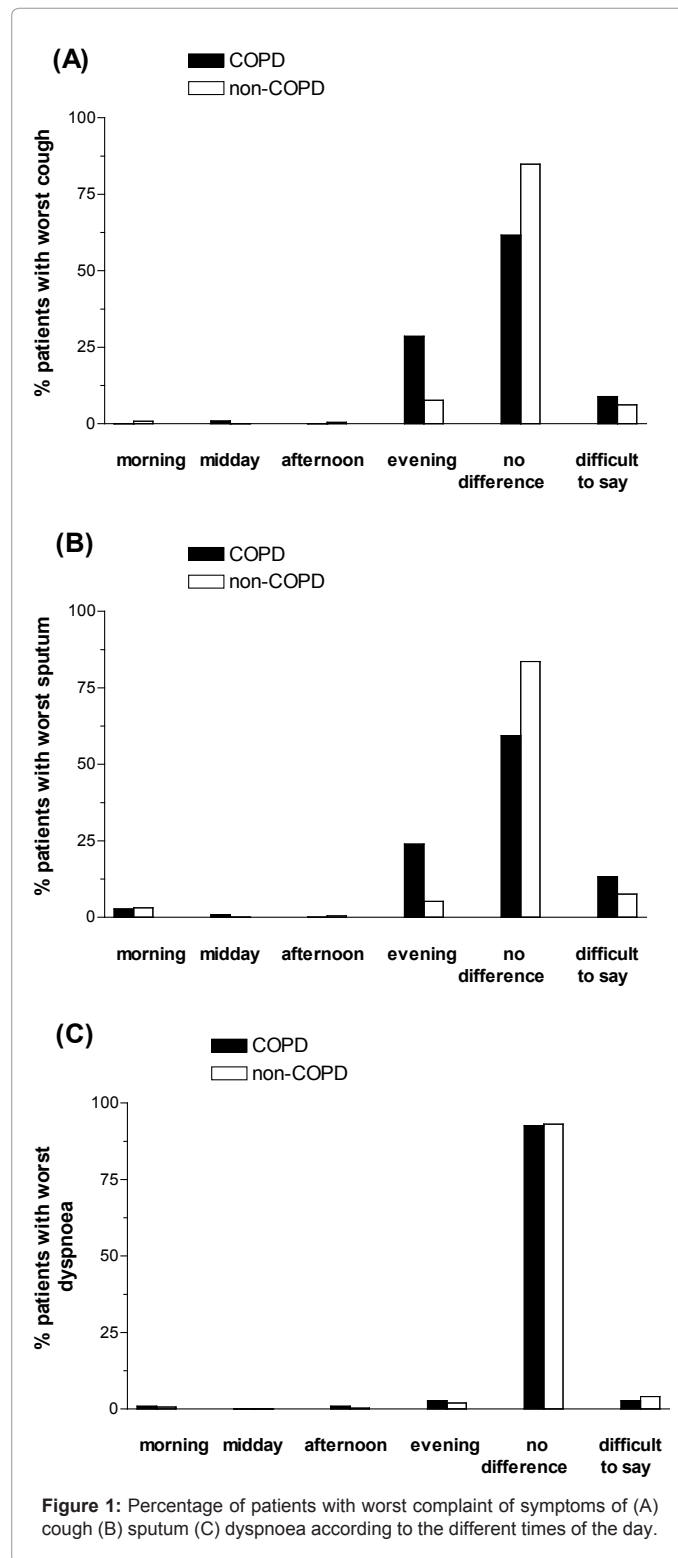 (A)
COPD
non-COPD
% patients with worst cough
100
75
50
25
0
morning midday afternoon evening no difference difficult to say
(B)
COPD
non-COPD
% patients with worst sputum
100
75
50
25
0
morning midday afternoon evening no difference difficult to say
(C)
COPD
non-COPD
% patients with worst
dyspnoea
100
75
50
25
0
morning midday afternoon evening no difference difficult to say
Figure 1: Percentage of patients with worst complaint of symptoms of (A)
cough (B) sputum (C) dyspnoea according to the different times of the day.